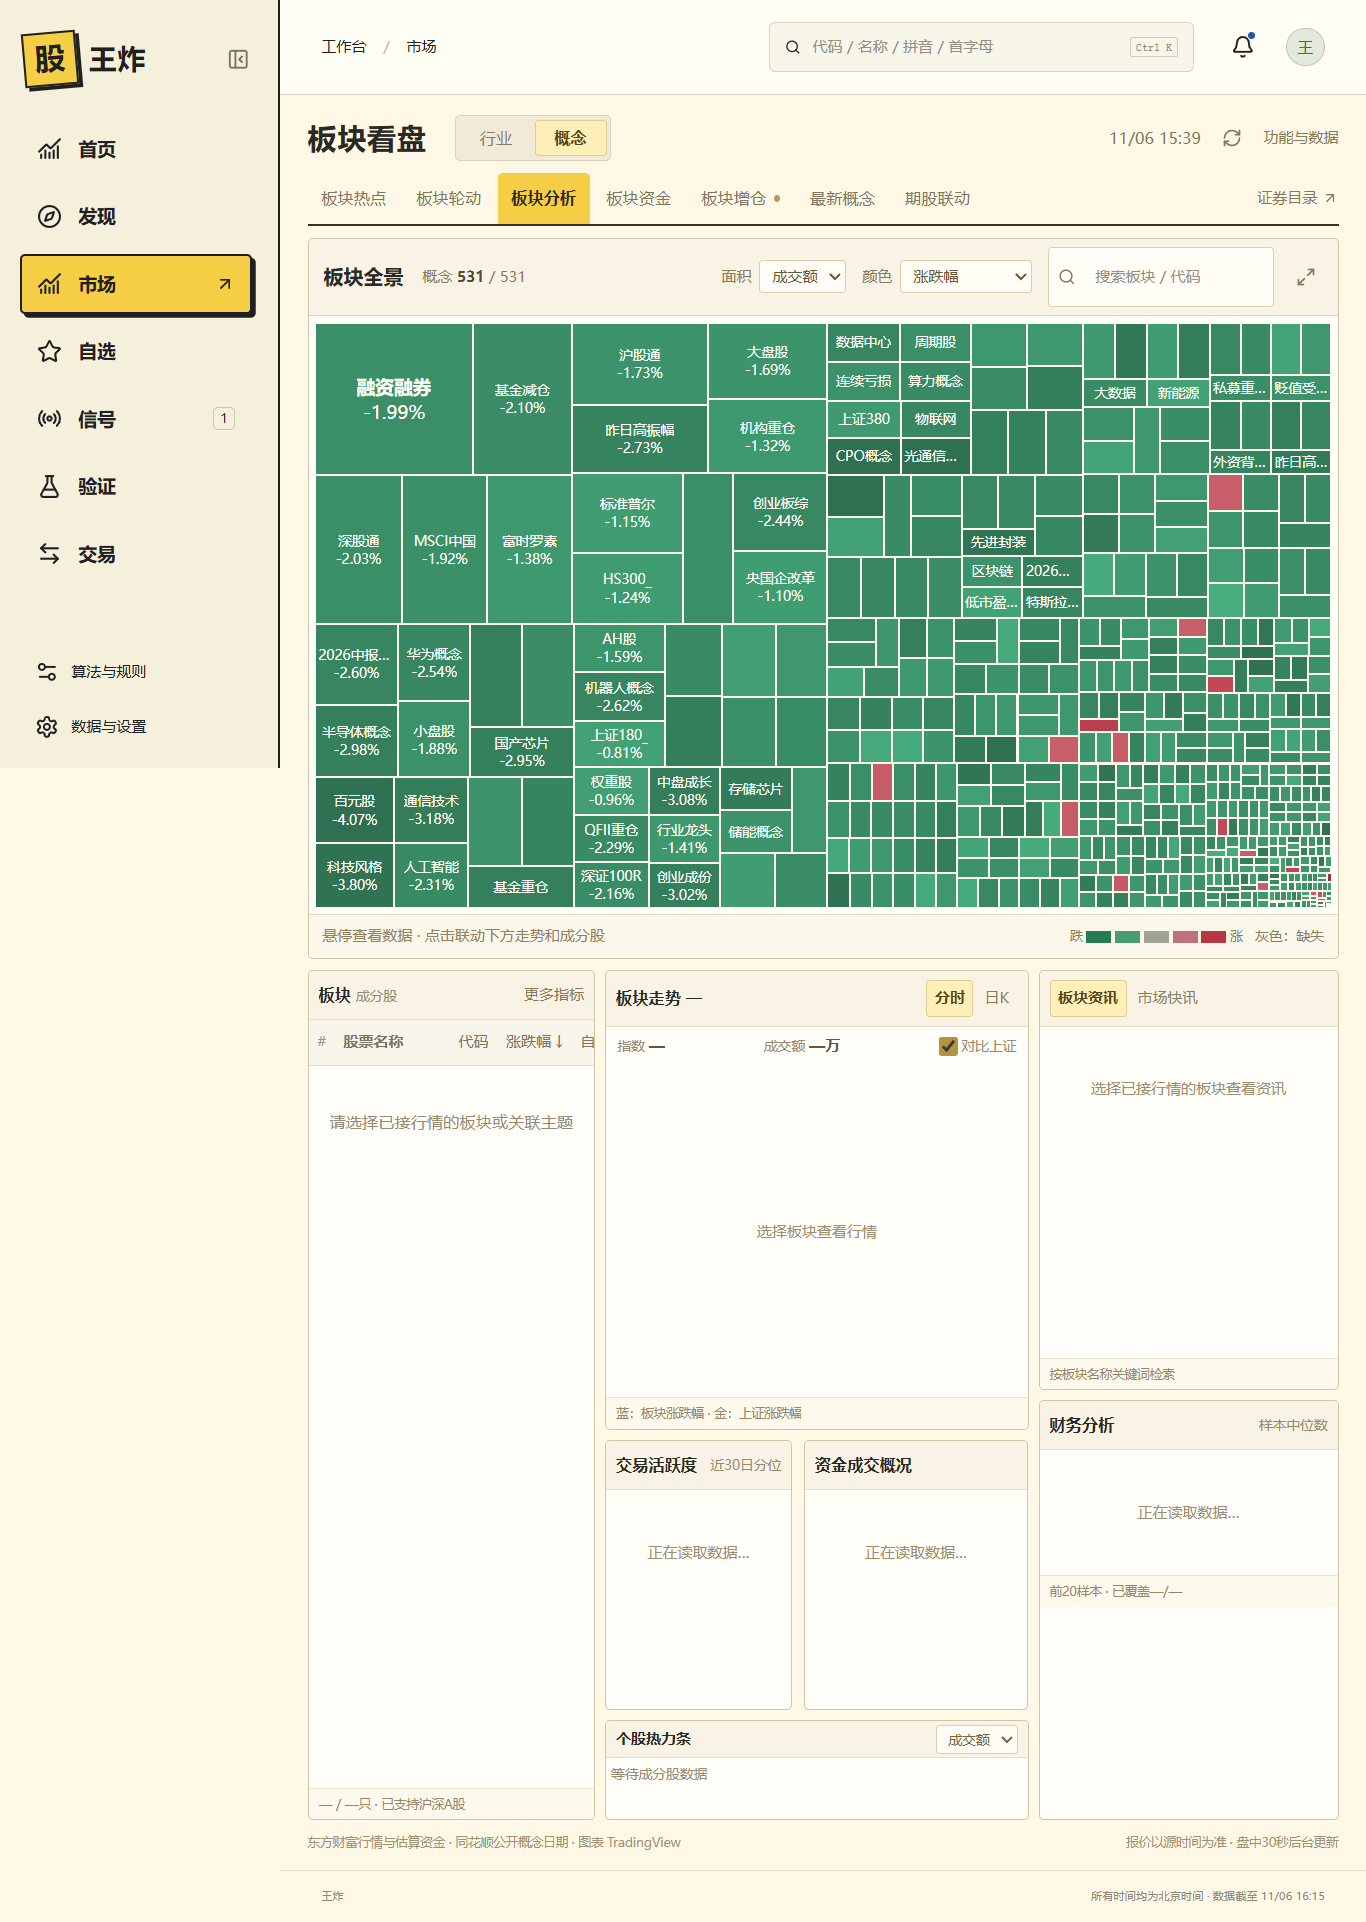 股 王炸
首页
发现
市场
自选
信号 1
验证
交易
算法与规则
数据与设置
工作台 / 市场
代码 / 名称 / 拼音 / 首字母 Ctrl K
王
板块看盘 行业 概念
11/06 15:39 功能与数据
板块热点 板块轮动 板块分析 板块资金 板块增仓 最新概念 期股联动 证券目录
板块全景 概念 531 / 531 面积 成交额 颜色 涨跌幅 搜索板块 / 代码
融资融券
-1.99%
基金减仓
-2.10%
沪股通
-1.73%
昨日高振幅
-2.73%
大盘股
-1.69%
机构重仓
-1.32%
深股通
-2.03%
MSCI中国
-1.92%
富时罗素
-1.38%
标准普尔
-1.15%
HS300_
-1.24%
创业板综
-2.44%
央国企改革
-1.10%
2026中报...
-2.60%
华为概念
-2.54%
半导体概念
-2.98%
小盘股
-1.88%
国产芯片
-2.95%
AH股
-1.59%
机器人概念
-2.62%
上证180_
-0.81%
百元股
-4.07%
通信技术
-3.18%
科技风格
-3.80%
人工智能
-2.31%
基金重仓
权重股
-0.96%
中盘成长
-3.08%
QFII重仓
-2.29%
行业龙头
-1.41%
深证100R
-2.16%
创业成份
-3.02%
存储芯片
储能概念
数据中心 周期股
连续亏损 算力概念
上证380 物联网
CPO概念 光通信...
大数据 新能源 私募重... 贬值受...
外资背... 昨日高...
先进封装
区块链 2026...
低市盈... 特斯拉...
悬停查看数据 · 点击联动下方走势和成分股
跌 涨 灰色：缺失
板块 成分股 更多指标
# 股票名称 代码 涨跌幅↓ 自
请选择已接行情的板块或关联主题
— / —只 · 已支持沪深A股
板块走势 — 分时 日K
指数 — 成交额 —万 对比上证
选择板块查看行情
蓝：板块涨跌幅 · 金：上证涨跌幅
交易活跃度 近30日分位
正在读取数据...
资金成交概况
正在读取数据...
个股热力条 成交额
等待成分股数据
板块资讯 市场快讯
选择已接行情的板块查看资讯
按板块名称关键词检索
财务分析 样本中位数
正在读取数据...
前20样本 · 已覆盖—/—
东方财富行情与估算资金 · 同花顺公开概念日期 · 图表 TradingView
报价以源时间为准 · 盘中30秒后台更新
王炸
所有时间均为北京时间 · 数据截至 11/06 16:15